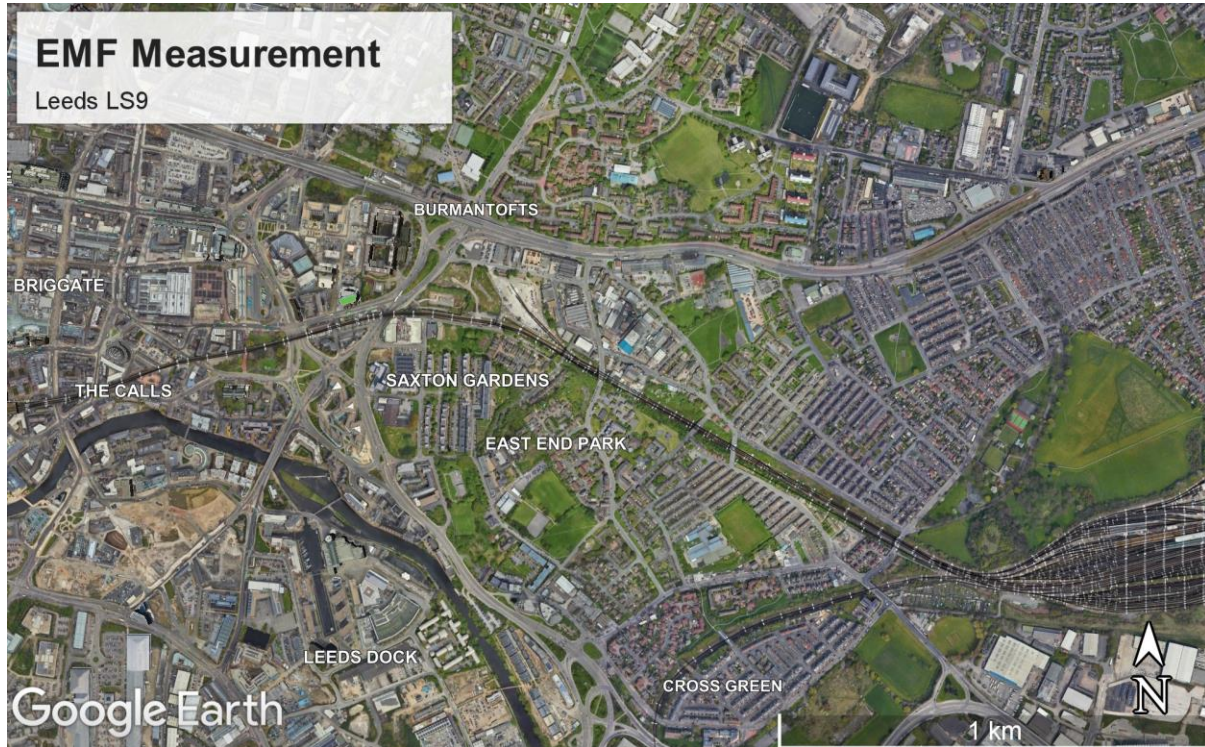 EMF Measurement
Leeds LS9
BURMANTOFTS
BRIGGATE
SAXTON GARDENS
THE CALLS
EAST END PARK
LEEDS DOCK
CROSS GREEN
Google Earth
N
1 km